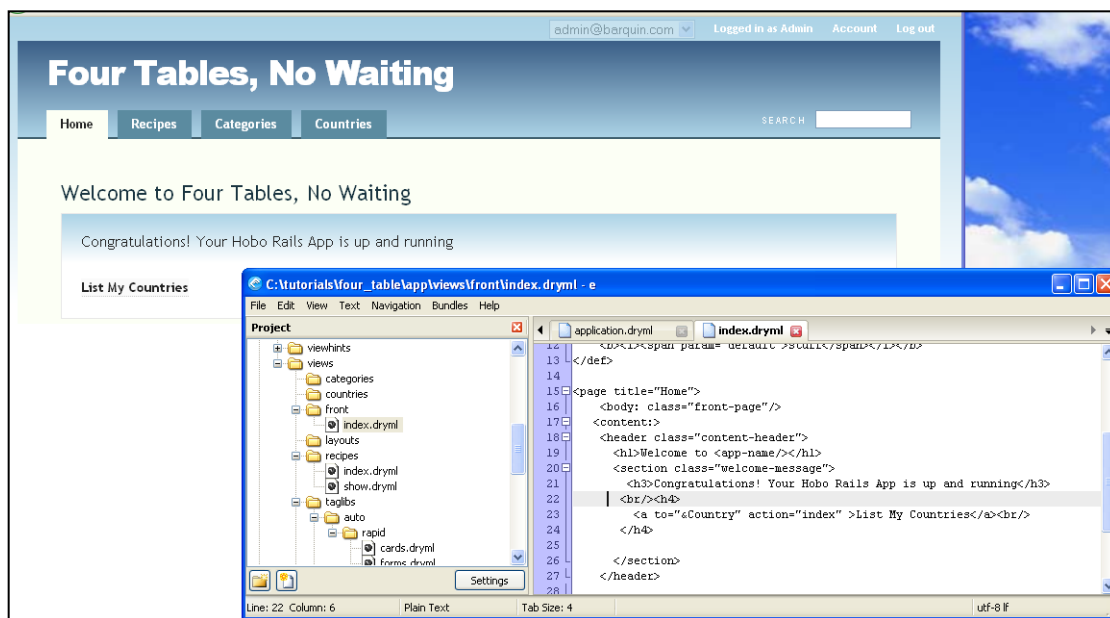 admin@barquin.com Logged in as Admin Account Log out
Four Tables, No Waiting
Home Recipes Categories Countries SEARCH
Welcome to Four Tables, No Waiting
Congratulations! Your Hobo Rails App is up and running
List My Countries
C:\tutorials\four_table\app\views\front\index.dryml - e
File Edit View Text Navigation Bundles Help
Project
viewhints
views
categories
countries
front
index.dryml
layouts
recipes
index.dryml
show.dryml
taglibs
auto
rapid
cards.dryml
forms.dryml
Settings
application.dryml index.dryml
12 <b><i><span param="default">stuff</span></i></b>
13 </def>
14
15 <page title="Home">
16 <body: class="front-page"/>
17 <content:>
18 <header class="content-header">
19 <h1>Welcome to <app-name/></h1>
20 <section class="welcome-message">
21 <h3>Congratulations! Your Hobo Rails App is up and running</h3>
22 <br/><h4>
23 <a to="&Country" action="index" >List My Countries</a><br/>
24 </h4>
25
26 </section>
27 </header>
28
Line: 22 Column: 6 Plain Text Tab Size: 4 utf-8 lf